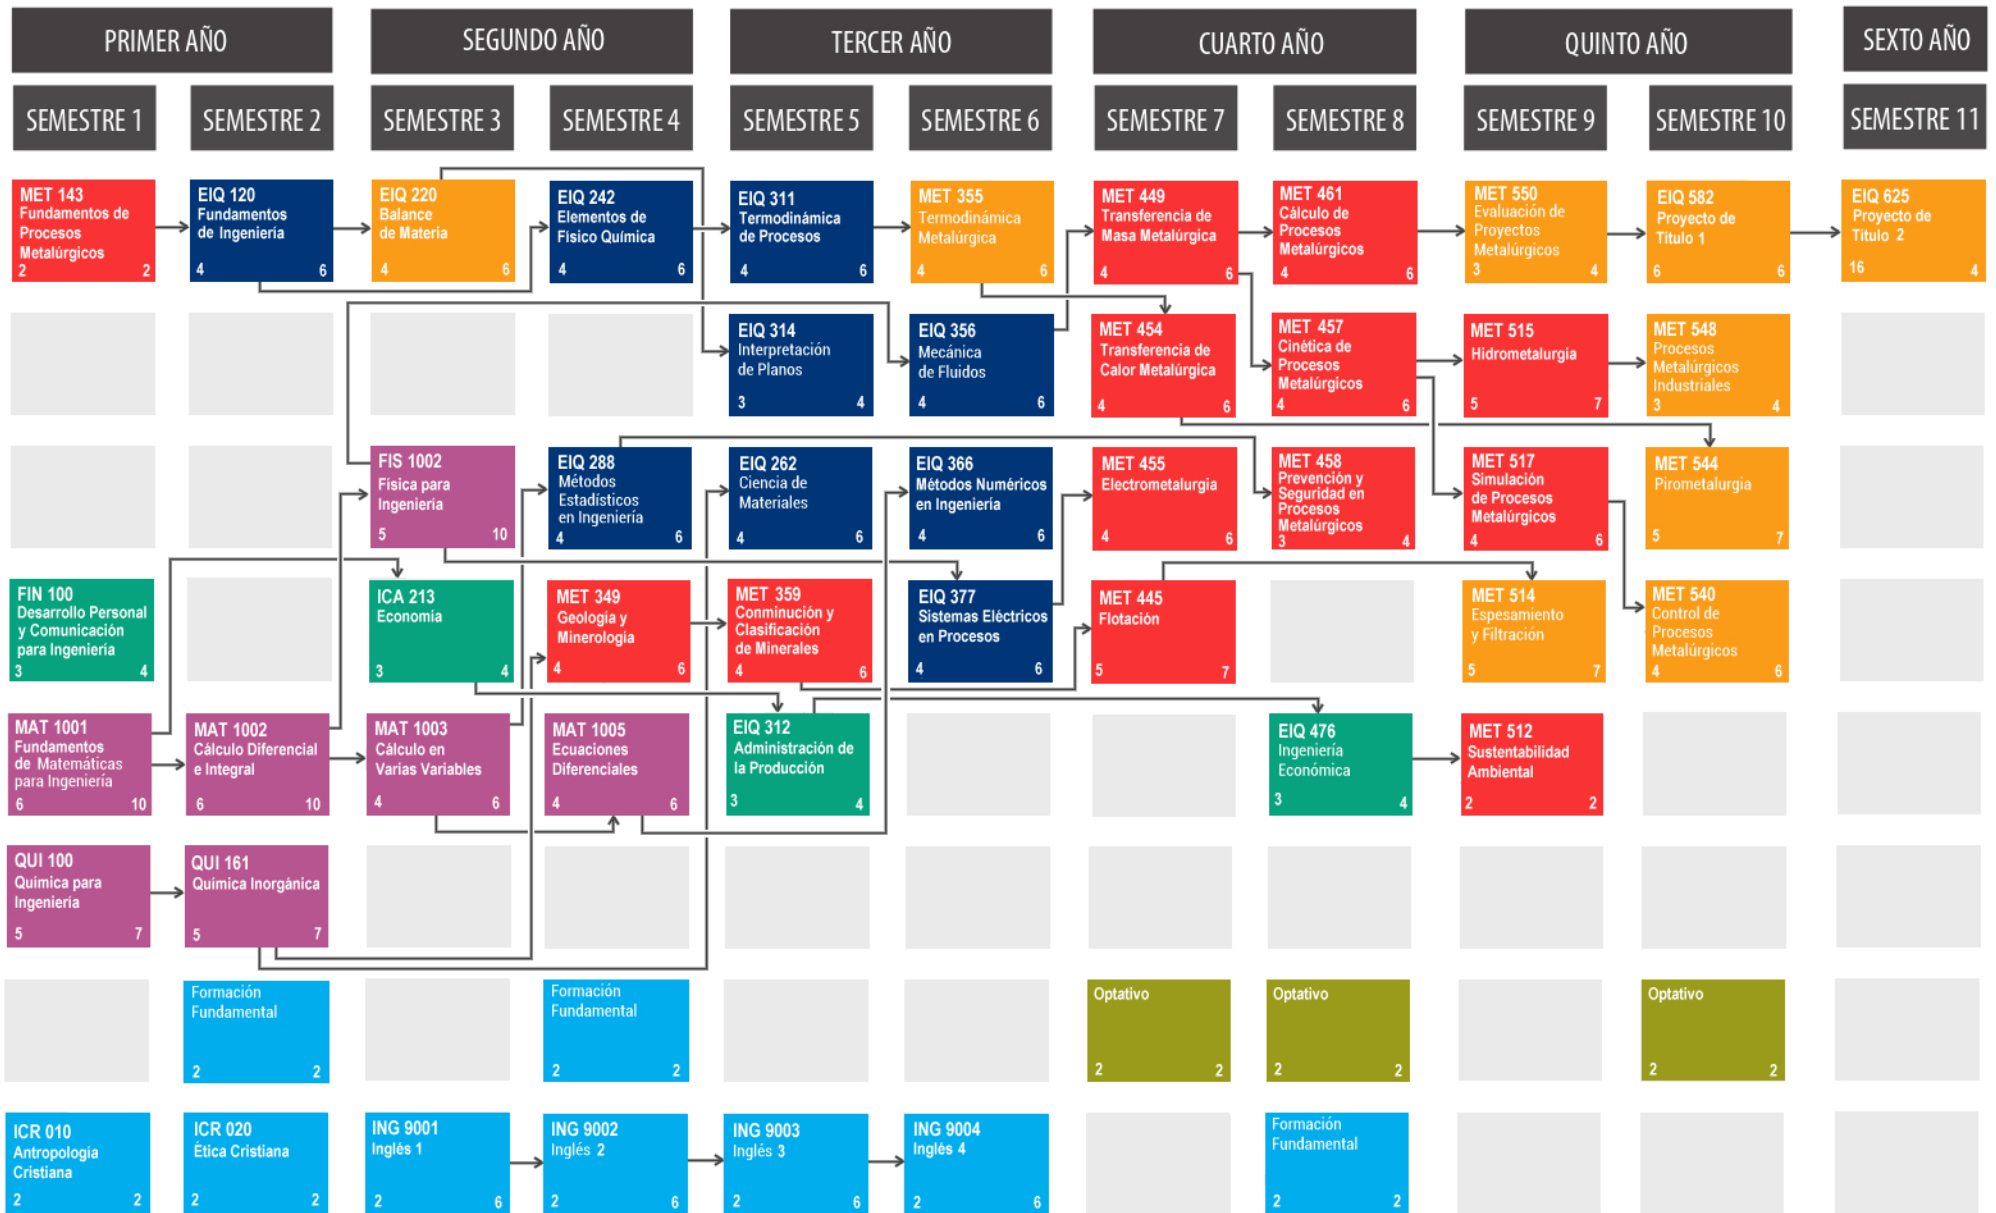 PRIMER AÑO
SEGUNDO AÑO
TERCER AÑO
CUARTO AÑO
QUINTO AÑO
SEXTO AÑO
SEMESTRE 1
SEMESTRE 2
SEMESTRE 3
SEMESTRE 4
SEMESTRE 5
SEMESTRE 6
SEMESTRE 7
SEMESTRE 8
SEMESTRE 9
SEMESTRE 10
SEMESTRE 11
MET 143
Fundamentos de
Procesos
Metalúrgicos
2 2
EIQ 120
Fundamentos
de Ingeniería
4 6
EIQ 220
Balance
de Materia
4 6
EIQ 242
Elementos de
Fisico Química
4 6
EIQ 311
Termodinámica
de Procesos
4 6
MET 355
Termodinámica
Metalúrgica
4 6
MET 449
Transferencia de
Masa Metalúrgica
4 6
MET 461
Cálculo de
Procesos
Metalúrgicos
4 6
MET 550
Evaluación de
Proyectos
Metalúrgicos
3 4
EIQ 582
Proyecto de
Titulo 1
6 6
EIQ 625
Proyecto de
Titulo 2
16 4
EIQ 314
Interpretación
de Planos
3 4
EIQ 356
Mecánica
de Fluidos
4 6
MET 454
Transferencia de
Calor Metalúrgica
4 6
MET 457
Cinética de
Procesos
Metalúrgicos
4 6
MET 515
Hidrometalurgia
5 7
MET 548
Procesos
Metalúrgicos
Industriales
3 4
FIS 1002
Física para
Ingeniería
5 10
EIQ 288
Métodos
Estadísticos
en Ingeniería
4 6
EIQ 262
Ciencia de
Materiales
4 6
EIQ 366
Métodos Numéricos
en Ingeniería
4 6
MET 455
Electrometalurgia
4 6
MET 458
Prevención y
Seguridad en
Procesos
Metalúrgicos
3 4
MET 517
Simulación
de Procesos
Metalúrgicos
4 6
MET 544
Pirometalurgia
5 7
FIN 100
Desarrollo Personal
y Comunicación
para Ingeniería
3 4
ICA 213
Economía
3 4
MET 349
Geología y
Minerología
4 6
MET 359
Conminución y
Clasificación
de Minerales
4 6
EIQ 377
Sistemas Eléctricos
en Procesos
4 6
MET 445
Flotación
5 7
MET 514
Espesamiento
y Filtración
5 7
MET 540
Control de
Procesos
Metalúrgicos
4 6
MAT 1001
Fundamentos
de Matemáticas
para Ingeniería
6 10
MAT 1002
Cálculo Diferencial
e Integral
6 10
MAT 1003
Cálculo en
Varias Variables
4 6
MAT 1005
Ecuaciones
Diferenciales
4 6
EIQ 312
Administración de
la Producción
3 4
EIQ 476
Ingeniería
Económica
3 4
MET 512
Sustentabilidad
Ambiental
2 2
QUI 100
Química para
Ingeniería
5 7
QUI 161
Química Inorgánica
5 7
Formación
Fundamental
2 2
Formación
Fundamental
2 2
Optativo
2 2
Optativo
2 2
Optativo
2 2
ICR 010
Antropología
Cristiana
2 2
ICR 020
Ética Cristiana
2 2
ING 9001
Inglés 1
2 6
ING 9002
Inglés 2
2 6
ING 9003
Inglés 3
2 6
ING 9004
Inglés 4
2 6
Formación
Fundamental
2 2